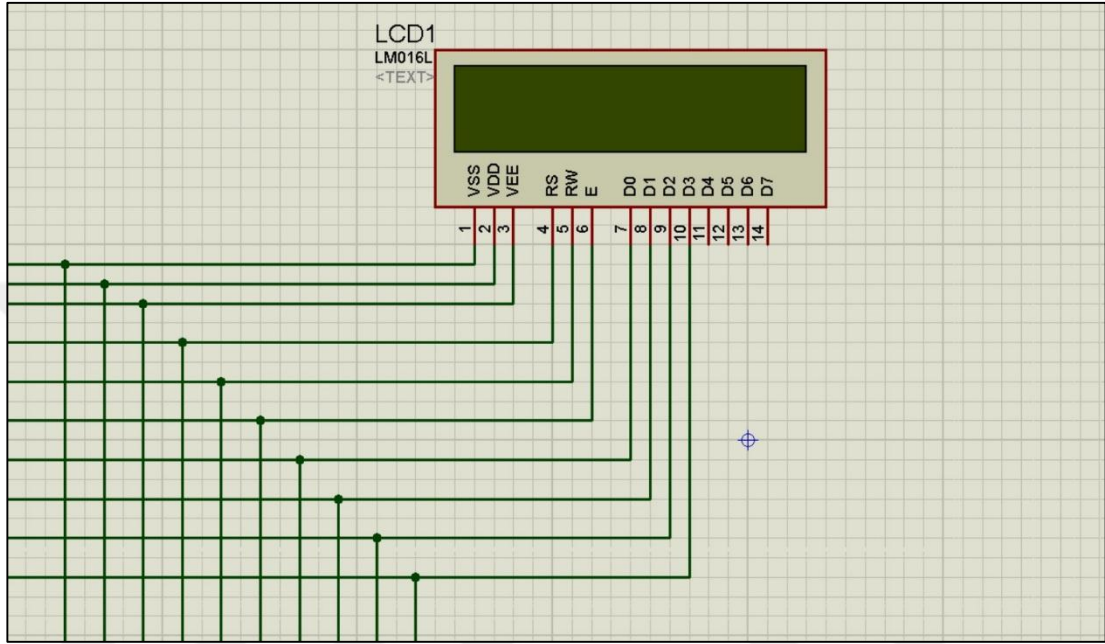 LCD1
LM016L
<TEXT>
VSS VDD VEE RS RW E D0 D1 D2 D3 D4 D5 D6 D7
1 2 3 4 5 6 7 8 9 10 11 12 13 14